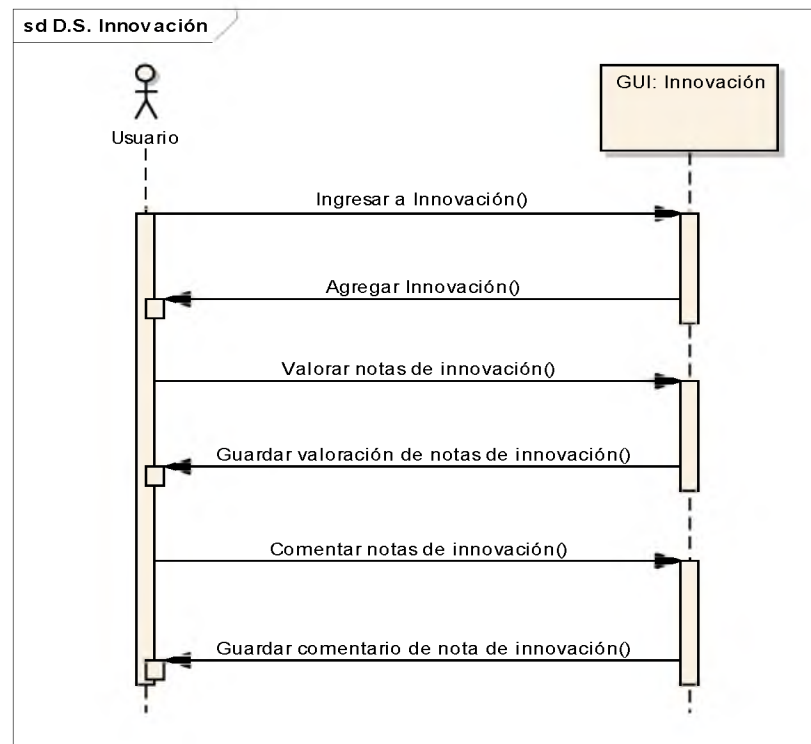 sd D.S. Innovación
Usuario
GUI: Innovación
Ingresar a Innovación()
Agregar Innovación()
Valorar notas de innovación()
Guardar valoración de notas de innovación()
Comentar notas de innovación()
Guardar comentario de nota de innovación()